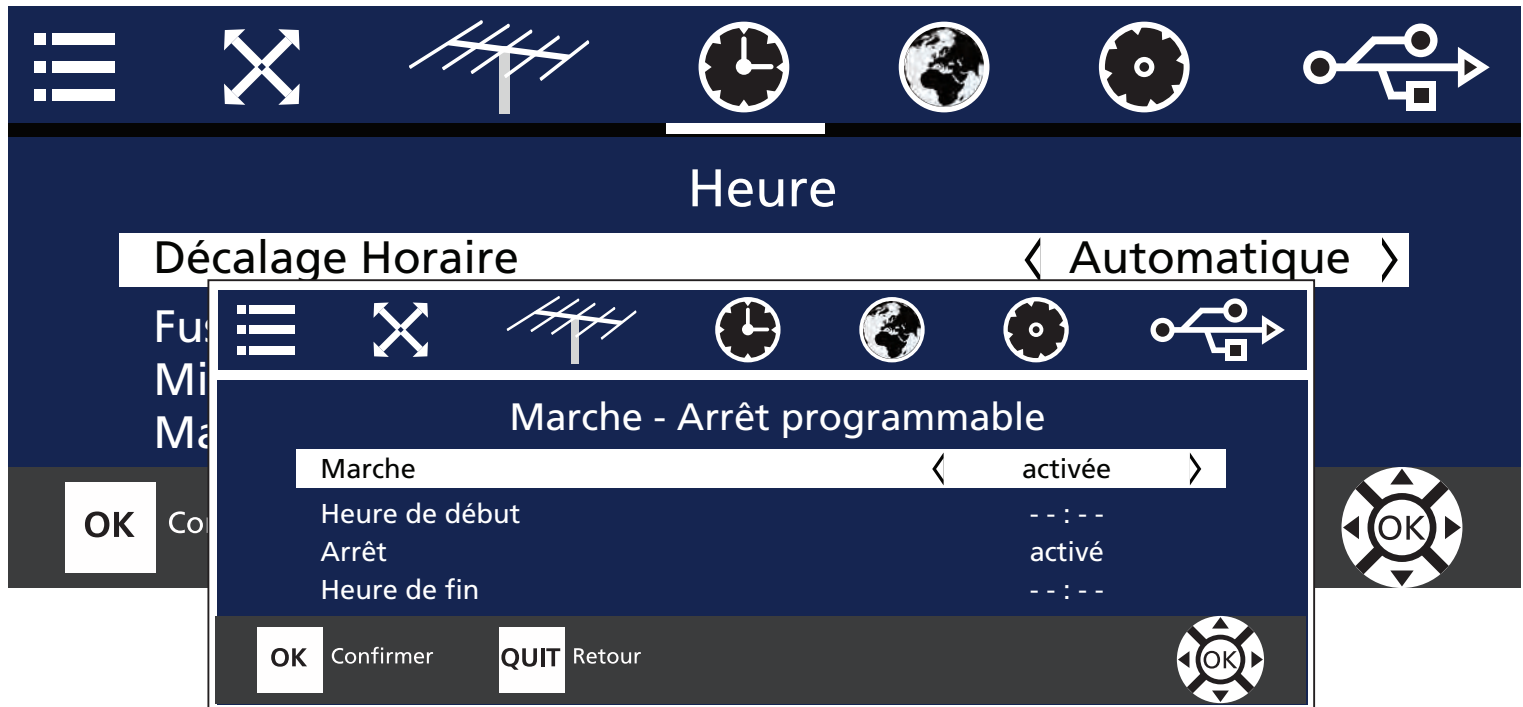 Heure
Décalage Horaire Automatique
Marche - Arrêt programmable
Marche activée
Heure de début --:--
Arrêt activé
Heure de fin --:--
OK
OK Confirmer QUIT Retour OK
OK